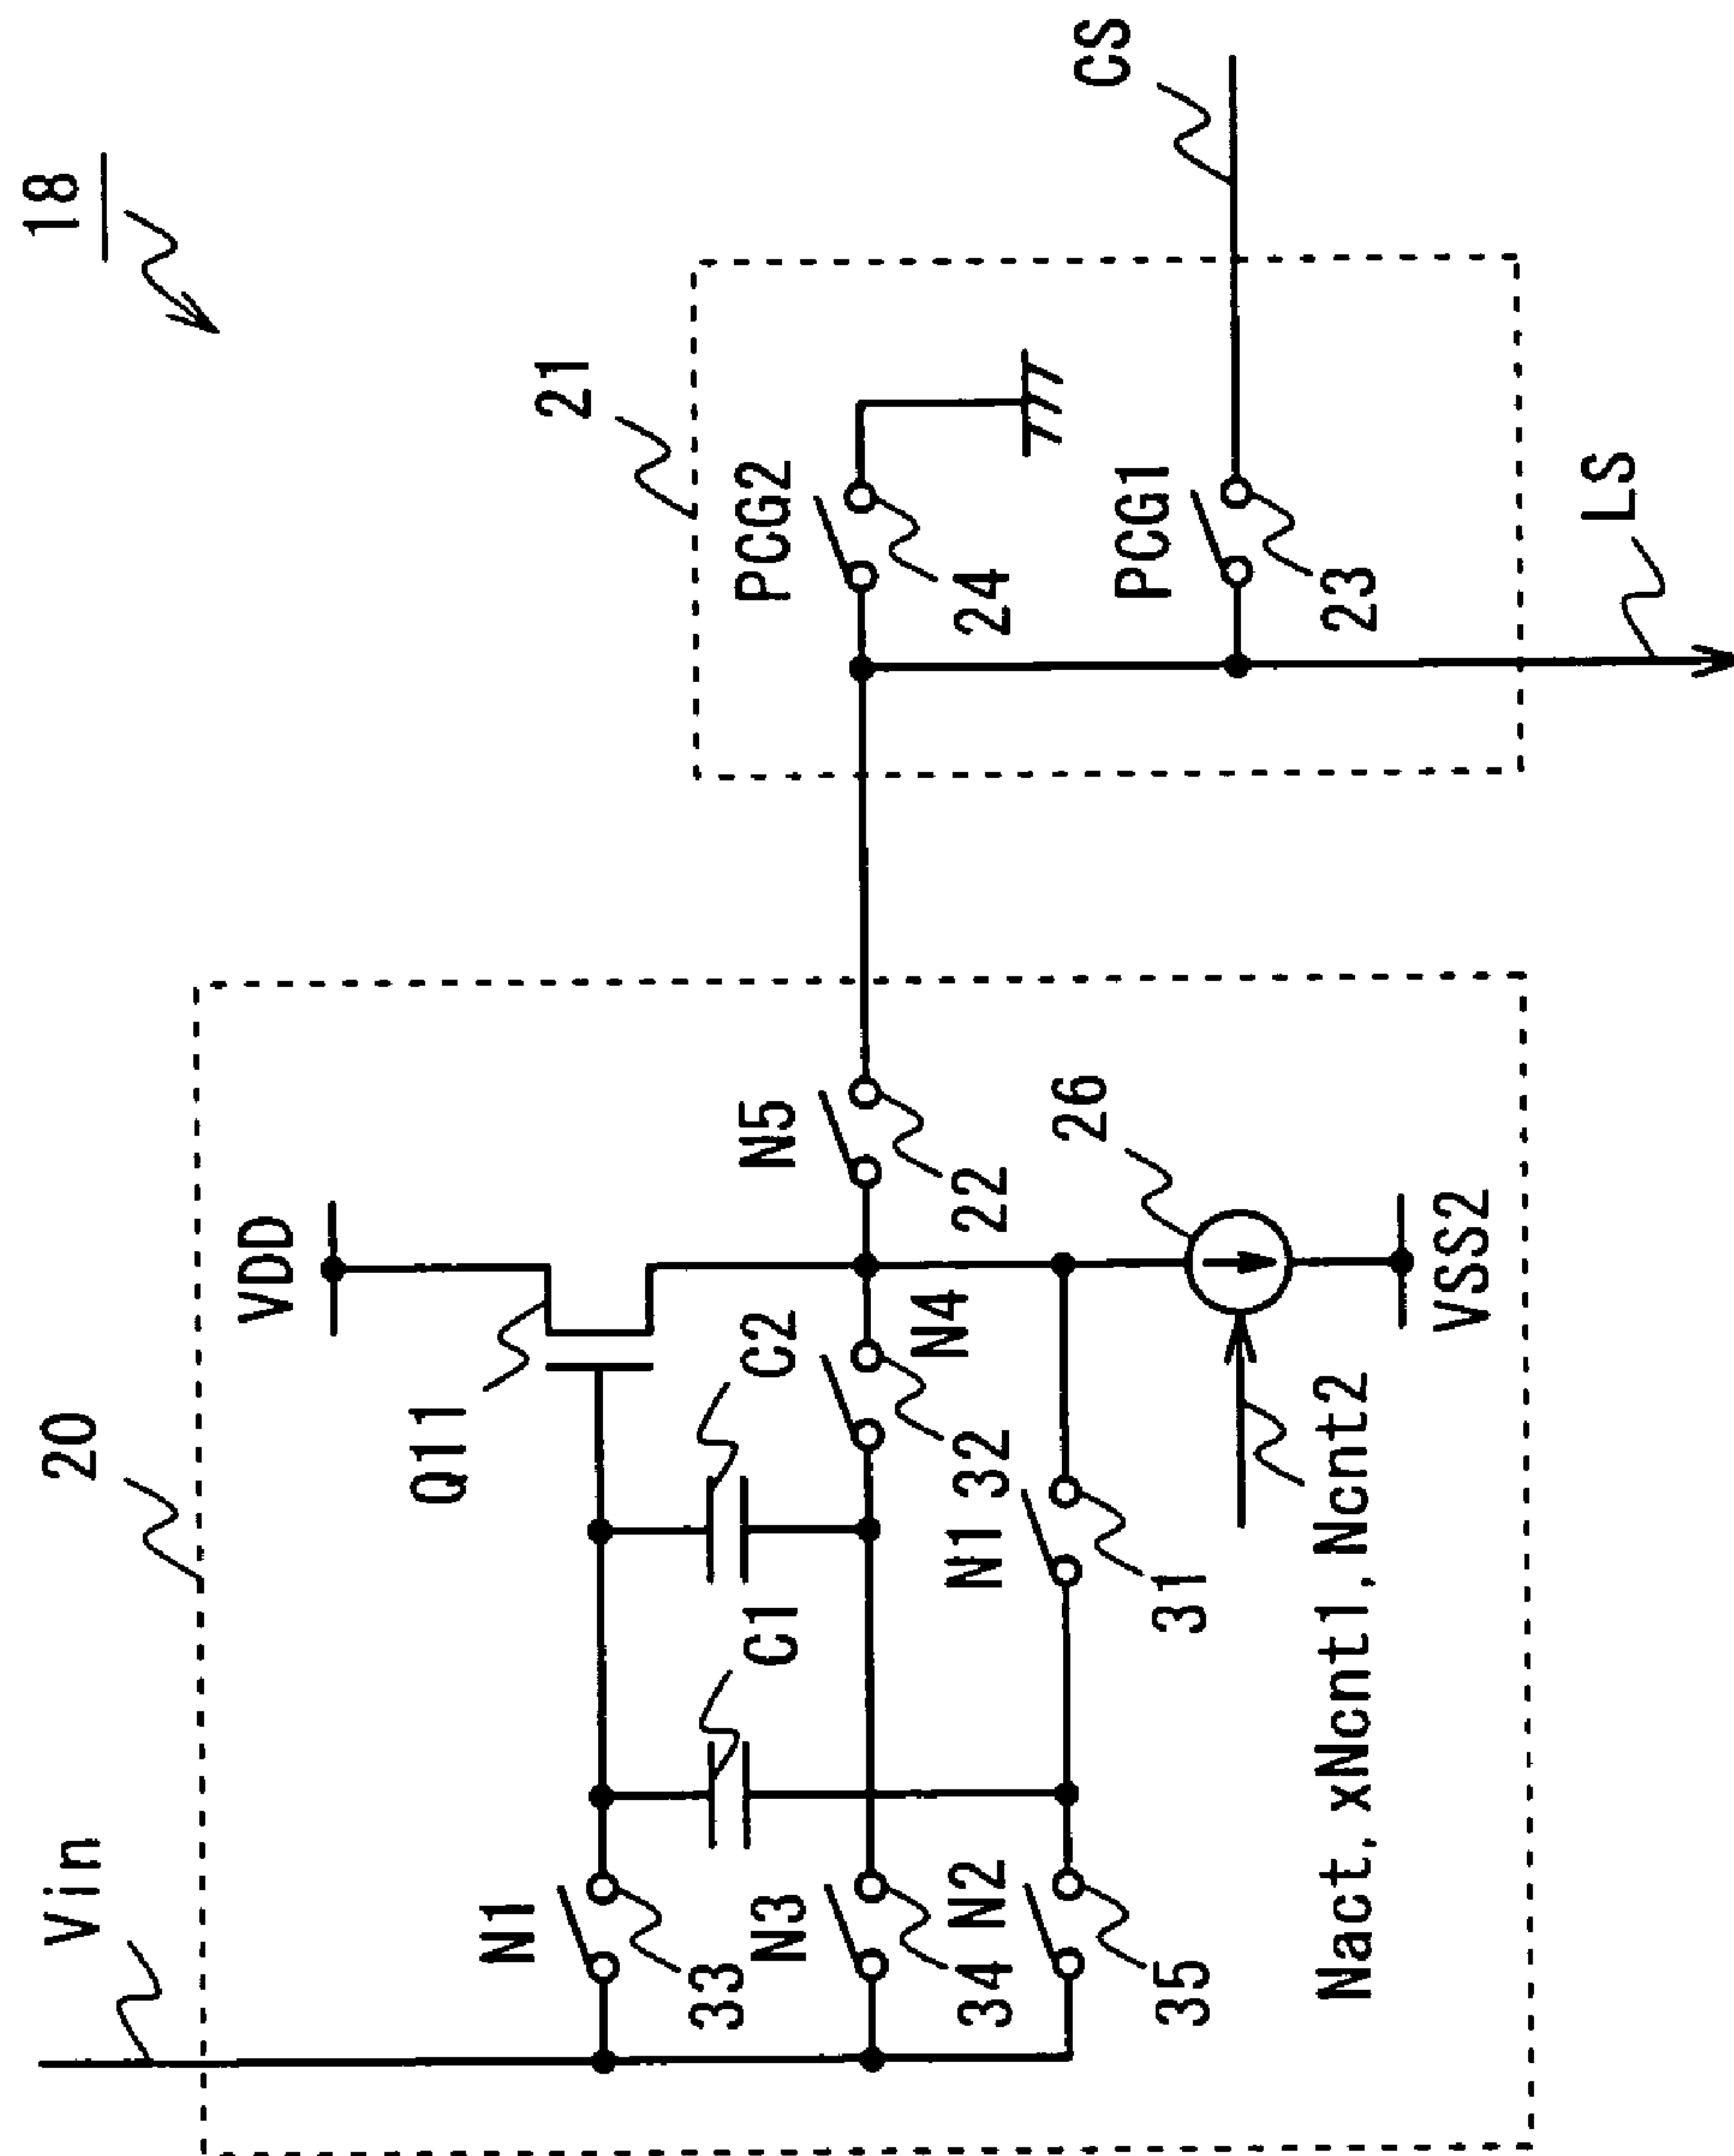 18
Vin
20
21
CS
VDD
Q11
C1
C2
N1
33
N3
34
N2
35
N4
32
N1
31
N5
22
26
VSS2
Nact, xNcnt1, Ncnt2
PCG2
24
PCG1
23
LS